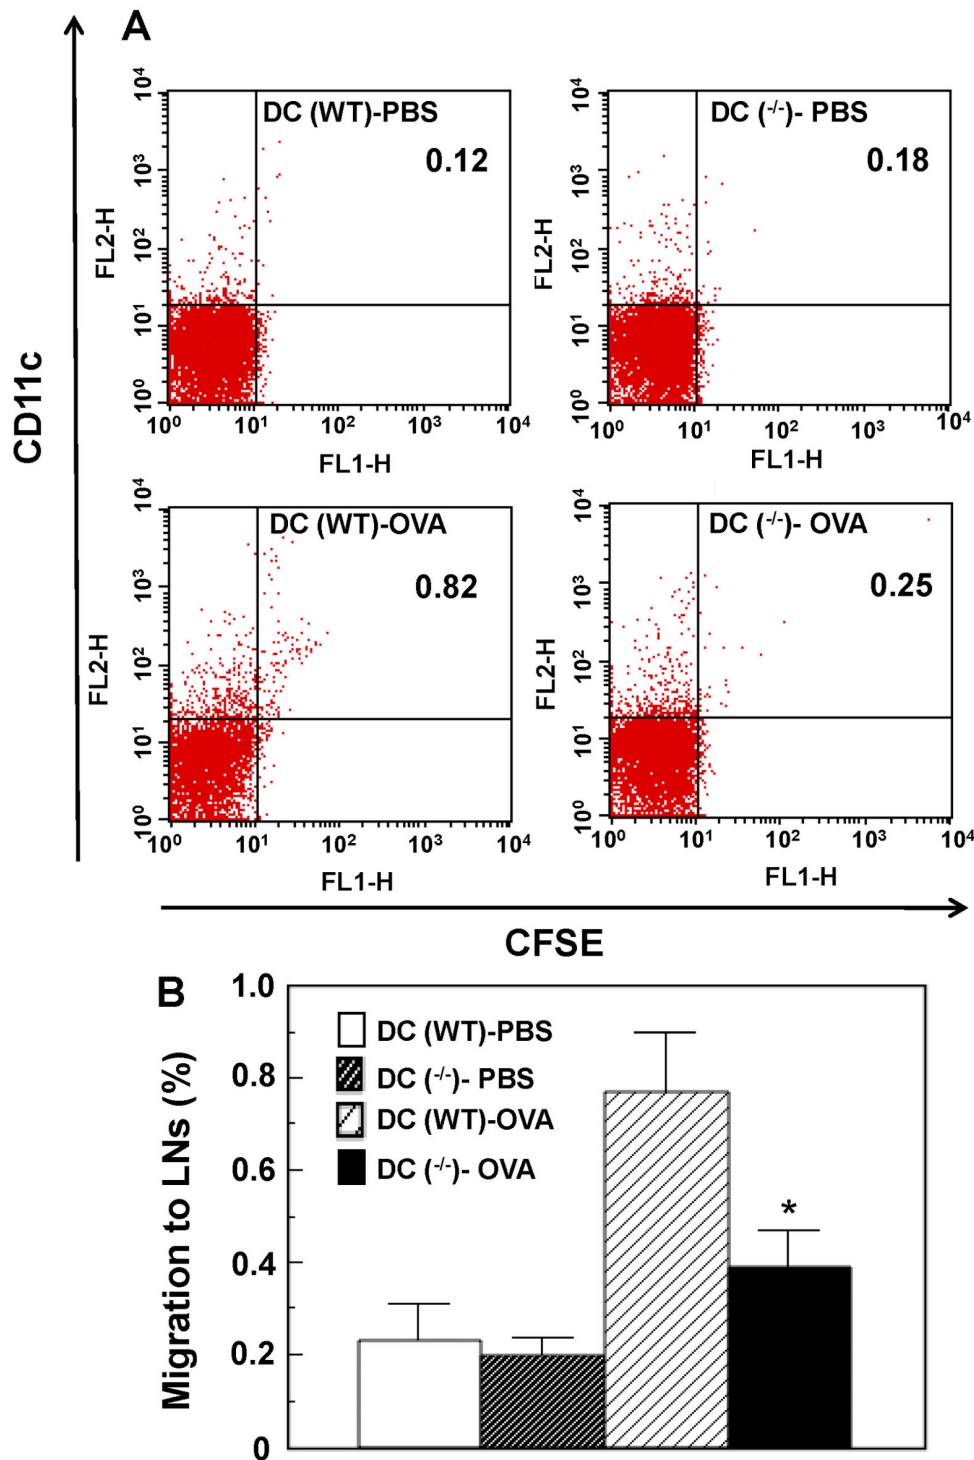 A
CD11c
DC (WT)-PBS
0.12
10⁴
10³
10²
10¹
10⁰
FL2-H
10⁰ 10¹ 10² 10³ 10⁴
FL1-H
DC (-/-)- PBS
0.18
10⁴
10³
10²
10¹
10⁰
FL2-H
10⁰ 10¹ 10² 10³ 10⁴
FL1-H
DC (WT)-OVA
0.82
10⁴
10³
10²
10¹
10⁰
FL2-H
10⁰ 10¹ 10² 10³ 10⁴
FL1-H
DC (-/-)- OVA
0.25
10⁴
10³
10²
10¹
10⁰
FL2-H
10⁰ 10¹ 10² 10³ 10⁴
FL1-H
CFSE
B
Migration to LNs (%)
1.0
0.8
0.6
0.4
0.2
0
DC (WT)-PBS
DC (-/-)- PBS
DC (WT)-OVA
DC (-/-)- OVA
*